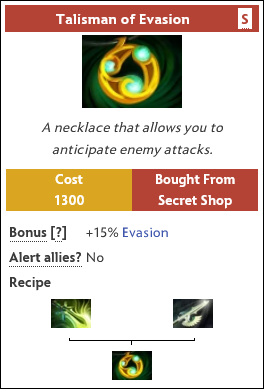 Talisman of Evasion S
A necklace that allows you to
anticipate enemy attacks.
Cost Bought From
1300 Secret Shop
Bonus [?] +15% Evasion
Alert allies? No
Recipe